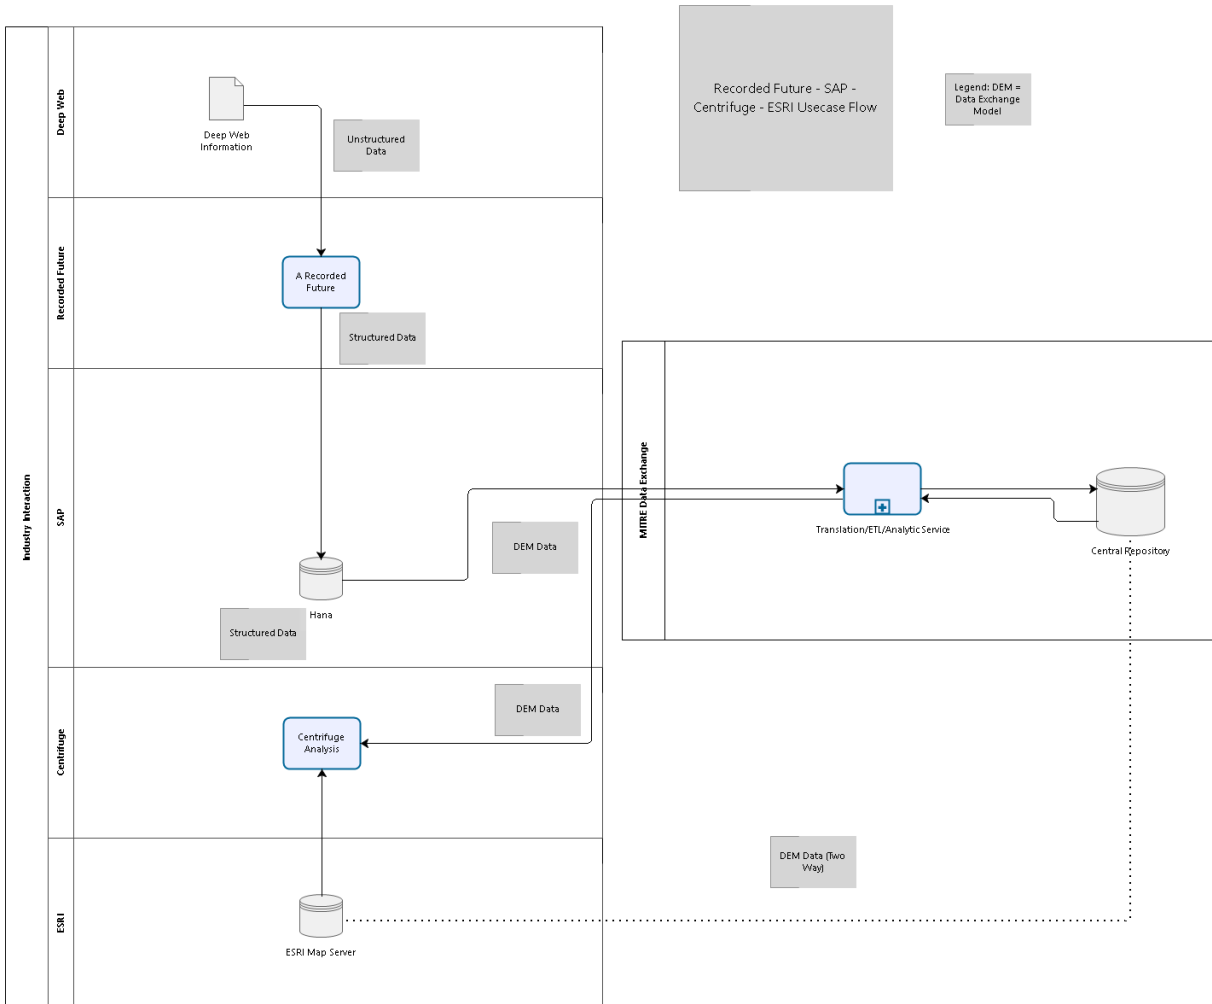 Recorded Future - SAP -
Centrifuge - ESRI Usecase Flow
Legend: DEM =
Data Exchange
Model
Industry Interaction
Deep Web
Deep Web
Information
Unstructured
Data
Recorded Future
A Recorded
Future
Structured Data
SAP
Hana
Structured Data
DEM Data
MITRE Data Exchange
Translation/ETL/Analytic Service
Central Repository
Centrifuge
Centrifuge
Analysis
DEM Data
ESRI
ESRI Map Server
DEM Data (Two
Way)